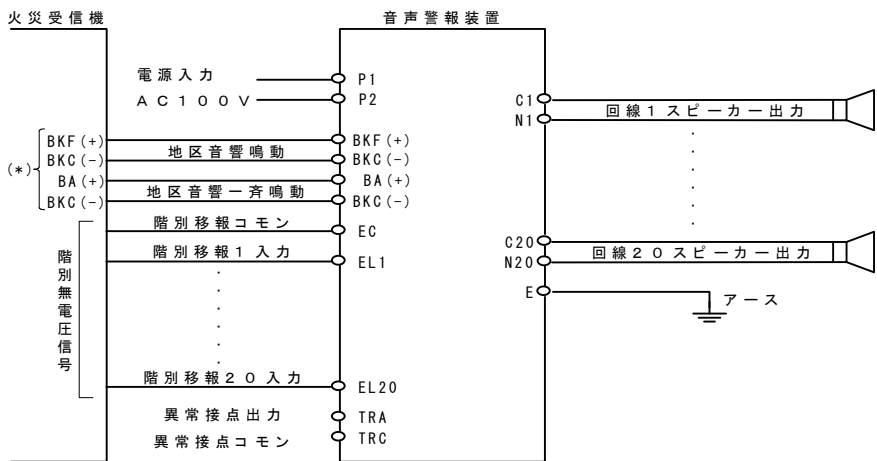 火災受信機
音声警報装置
電源入力
AC100V
P1
P2
C1
N1
回線1スピーカー出力
(*)
BKF(+)
BKC(-)
BA(+)
BKC(-)
地区音響鳴動
地区音響一斉鳴動
BKF(+)
BKC(-)
BA(+)
BKC(-)
階別無電圧信号
階別移報コモン
EC
階別移報1入力
EL1
C20
N20
回線20スピーカー出力
E
アース
階別移報20入力
EL20
異常接点出力
TRA
異常接点コモン
TRC